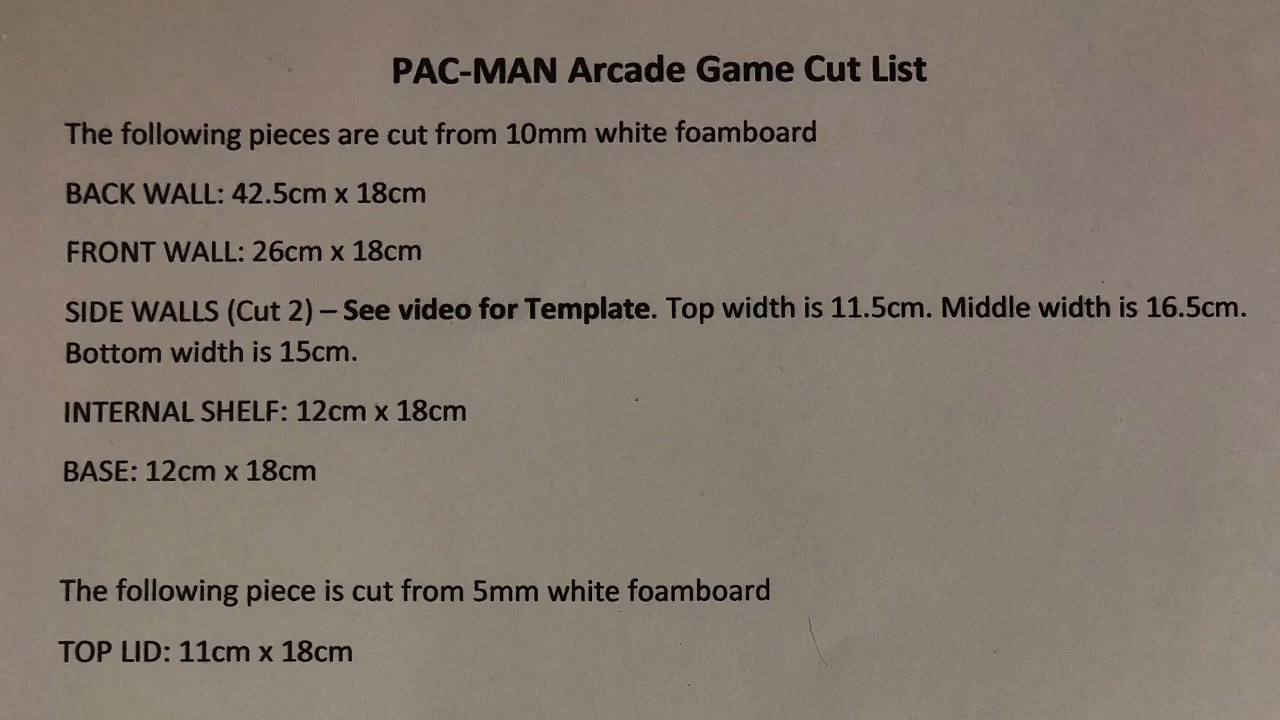 PAC-MAN Arcade Game Cut List
The following pieces are cut from 10mm white foamboard
BACK WALL: 42.5cm x 18cm
FRONT WALL: 26cm x 18cm
SIDE WALLS (Cut 2) – See video for Template. Top width is 11.5cm. Middle width is 16.5cm.
Bottom width is 15cm.
INTERNAL SHELF: 12cm x 18cm
BASE: 12cm x 18cm
The following piece is cut from 5mm white foamboard
TOP LID: 11cm x 18cm